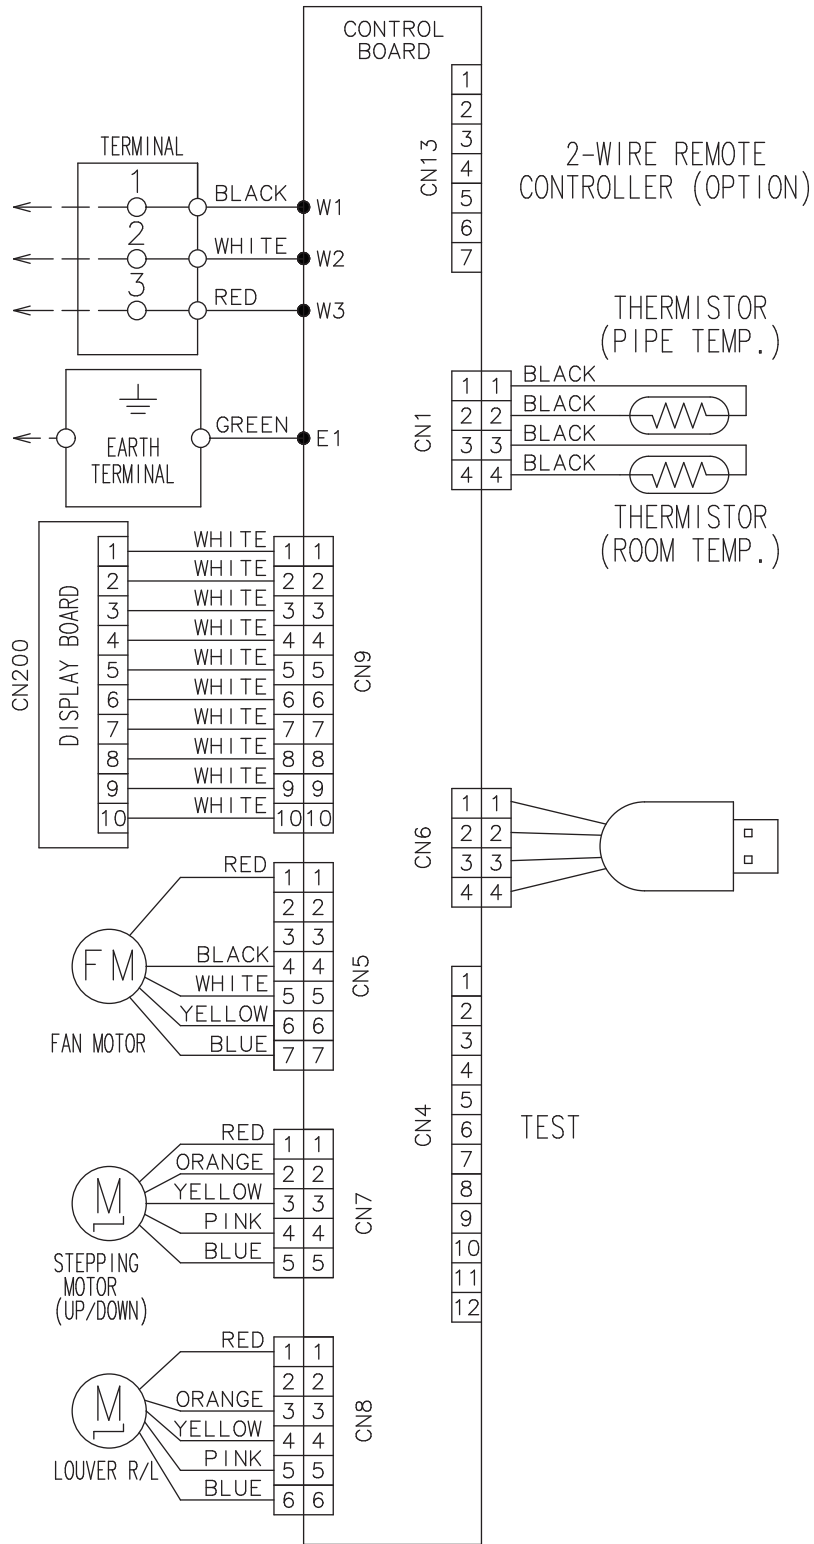 CONTROL
BOARD
CN13
1
2
3
4
5
6
7
2-WIRE REMOTE
CONTROLLER (OPTION)
TERMINAL
1
BLACK
W1
2
WHITE
W2
3
RED
W3
EARTH
TERMINAL
GREEN
E1
THERMISTOR
(PIPE TEMP.)
CN1
1 1 BLACK
2 2 BLACK
3 3 BLACK
4 4 BLACK
THERMISTOR
(ROOM TEMP.)
CN200
DISPLAY BOARD
1 WHITE 1 1
2 WHITE 2 2
3 WHITE 3 3
4 WHITE 4 4
5 WHITE 5 5
6 WHITE 6 6
7 WHITE 7 7
8 WHITE 8 8
9 WHITE 9 9
10 WHITE 10 10
CN9
CN6
1 1
2 2
3 3
4 4
FM
FAN MOTOR
RED 1 1
2 2
3 3
BLACK 4 4
WHITE 5 5
YELLOW 6 6
BLUE 7 7
CN5
CN4
1
2
3
4
5
6
7
8
9
10
11
12
TEST
M
STEPPING
MOTOR
(UP/DOWN)
RED 1 1
ORANGE 2 2
YELLOW 3 3
PINK 4 4
BLUE 5 5
CN7
M
LOUVER R/L
RED 1 1
2 2
ORANGE 3 3
YELLOW 4 4
PINK 5 5
BLUE 6 6
CN8